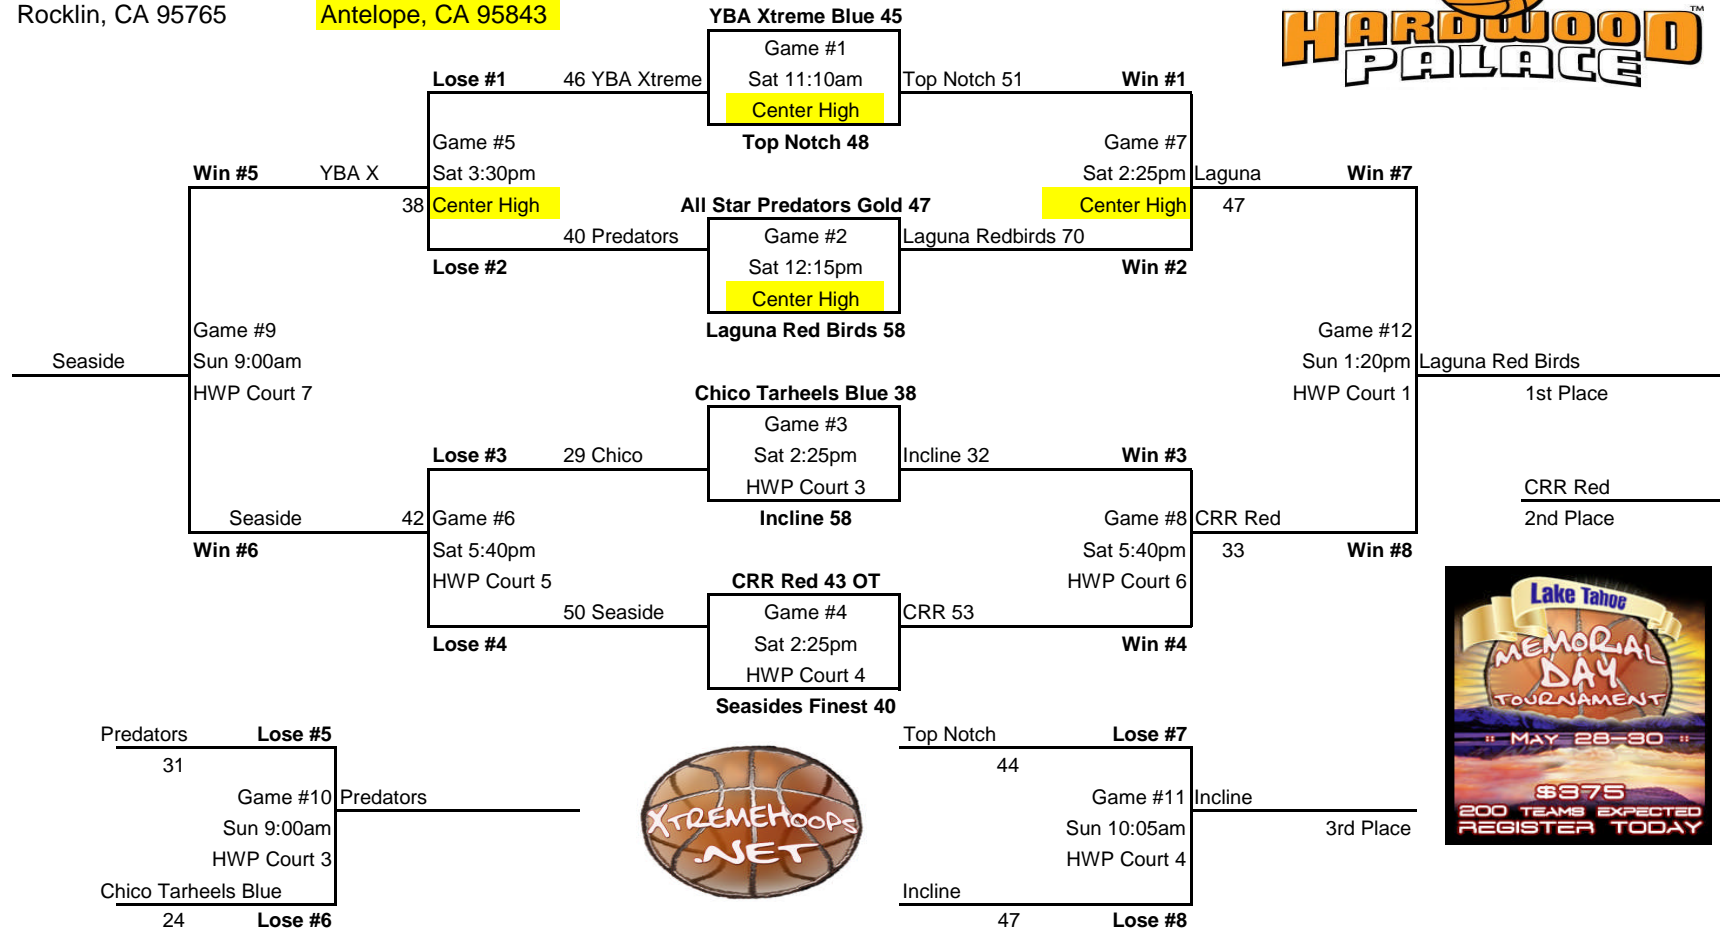 Rocklin, CA 95765
Antelope, CA 95843
YBA Xtreme Blue 45
HARDWOOD
PALACE
TM
Game #1
Lose #1
46 YBA Xtreme
Sat 11:10am
Top Notch 51
Win #1
Center High
Game #5
Top Notch 48
Game #7
Win #5
YBA X
Sat 3:30pm
Sat 2:25pm
Laguna
Win #7
38
Center High
All Star Predators Gold 47
Center High
47
40 Predators
Game #2
Laguna Redbirds 70
Lose #2
Sat 12:15pm
Win #2
Center High
Game #9
Laguna Red Birds 58
Game #12
Seaside
Sun 9:00am
Sun 1:20pm
Laguna Red Birds
HWP Court 7
Chico Tarheels Blue 38
HWP Court 1
1st Place
Game #3
Lose #3
29 Chico
Sat 2:25pm
Incline 32
Win #3
HWP Court 3
CRR Red
Seaside
42
Game #6
Incline 58
Game #8
CRR Red
2nd Place
Win #6
Sat 5:40pm
Sat 5:40pm
33
Win #8
HWP Court 5
CRR Red 43 OT
HWP Court 6
50 Seaside
Game #4
CRR 53
Lose #4
Sat 2:25pm
Win #4
HWP Court 4
Seasides Finest 40
Lake Tahoe
MEMORIAL
DAY
TOURNAMENT
:: MAY 28-30 ::
$375
200 TEAMS EXPECTED
REGISTER TODAY
Predators
Lose #5
Top Notch
Lose #7
31
44
Game #10
Predators
Game #11
Incline
Sun 9:00am
Sun 10:05am
3rd Place
HWP Court 3
HWP Court 4
Chico Tarheels Blue
Incline
24
Lose #6
47
Lose #8
XTREMEHOOPS
.NET